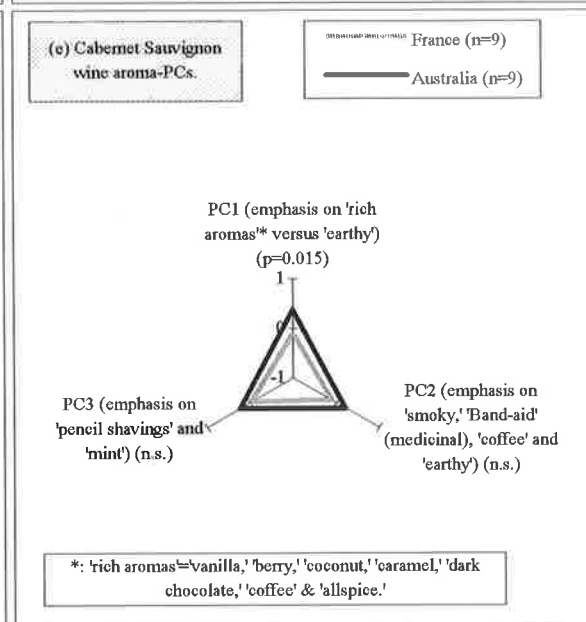 (e) Cabernet Sauvignon
wine aroma-PCs.
France (n=9)
Australia (n=9)
PC1 (emphasis on 'rich
aromas'* versus 'earthy')
(p=0.015)
1
0
-1
PC3 (emphasis on
'pencil shavings' and
'mint') (n.s.)
PC2 (emphasis on
'smoky,' 'Band-aid'
(medicinal), 'coffee' and
'earthy') (n.s.)
*: 'rich aromas'='vanilla,' 'berry,' 'coconut,' 'caramel,' 'dark
chocolate,' 'coffee' & 'allspice.'